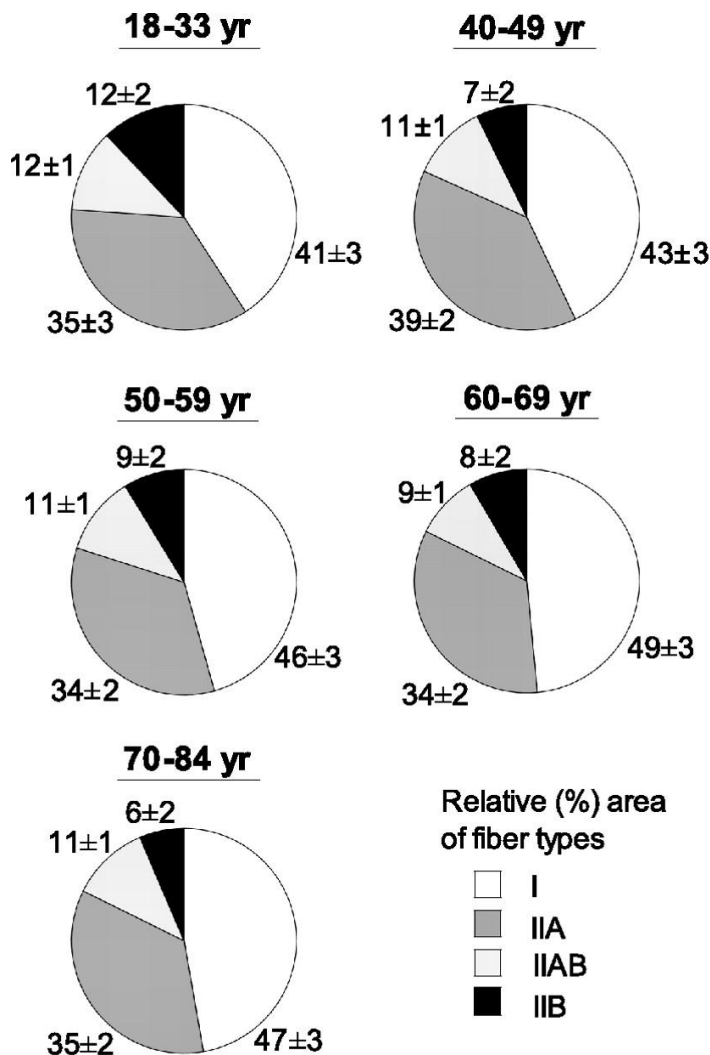 18-33 yr
12±2
12±1
41±3
35±3
40-49 yr
7±2
11±1
43±3
39±2
50-59 yr
9±2
11±1
46±3
34±2
60-69 yr
8±2
9±1
49±3
34±2
70-84 yr
6±2
11±1
35±2
47±3
Relative (%) area
of fiber types
I
IIA
IIAB
IIB